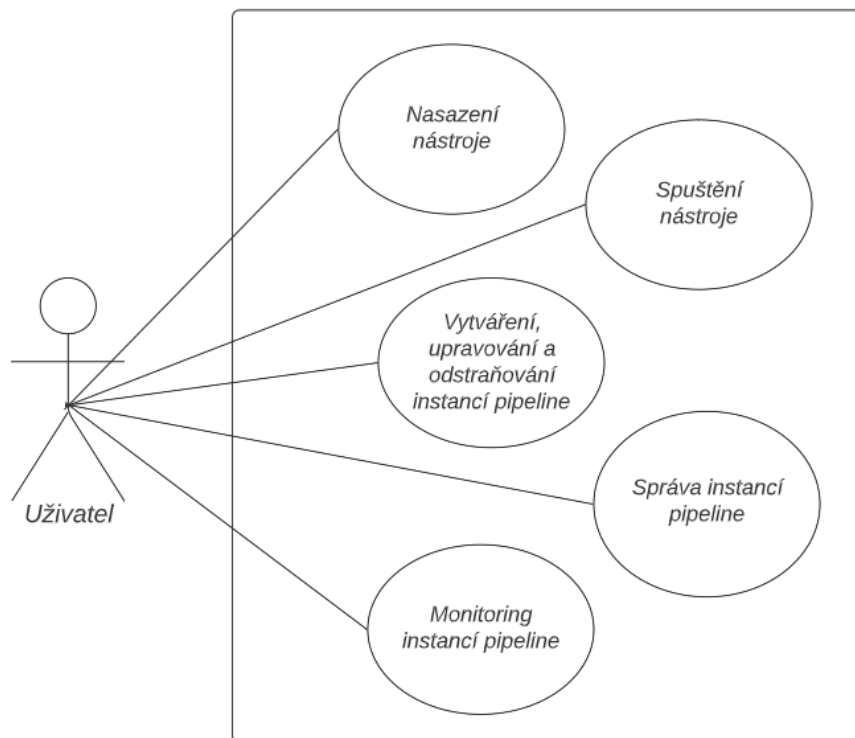 Nasazení
nástroje
Spuštění
nástroje
Vytváření,
upravování a
odstraňování
instancí pipeline
Správa instancí
pipeline
Uživatel
Monitoring
instancí pipeline